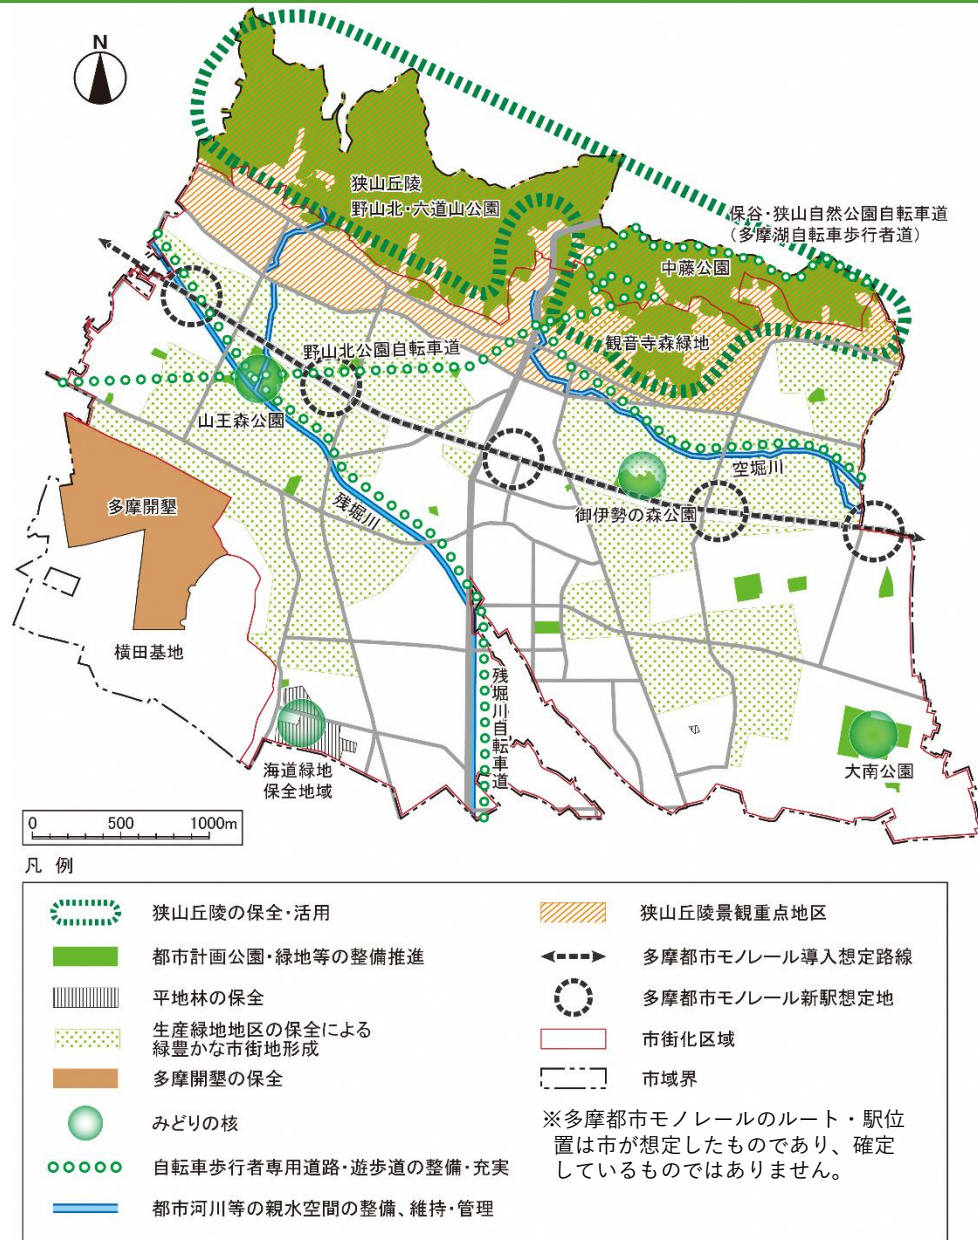 N
狭山丘陵
野山北・六道山公園
保谷・狭山自然公園自転車道
(多摩湖自転車歩行者道)
中藤公園
観音寺森緑地
野山北公園自転車道
山王森公園
空堀川
多摩開墾
残堀川
御伊勢の森公園
横田基地
残堀川自転車道
海道緑地
保全地域
大南公園
0 500 1000m
凡 例
狭山丘陵の保全・活用
都市計画公園・緑地等の整備推進
平地林の保全
生産緑地地区の保全による
緑豊かな市街地形成
多摩開墾の保全
みどりの核
自転車歩行者専用道路・遊歩道の整備・充実
都市河川等の親水空間の整備、維持・管理
狭山丘陵景観重点地区
多摩都市モノレール導入想定路線
多摩都市モノレール新駅想定地
市街化区域
市域界
※多摩都市モノレールのルート・駅位
置は市が想定したものであり、確定
しているものではありません。